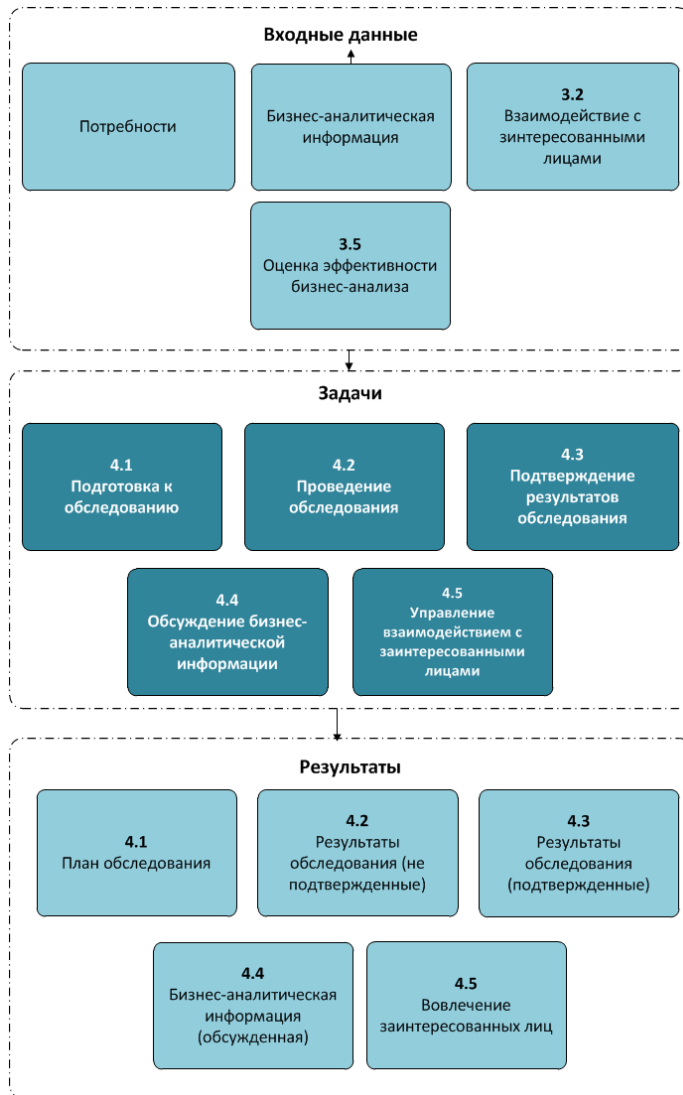 Входные данные
Потребности
Бизнес-аналитическая
информация
3.2
Взаимодействие с
зинтересованными
лицами
3.5
Оценка эффективности
бизнес-анализа
Задачи
4.1
Подготовка к
обследованию
4.2
Проведение
обследования
4.3
Подтверждение
результатов
обследования
4.4
Обсуждение бизнес-
аналитической
информации
4.5
Управление
взаимодействием с
заинтересованными
лицами
Результаты
4.1
План обследования
4.2
Результаты
обследования (не
подтвержденные)
4.3
Результаты
обследования
(подтвержденные)
4.4
Бизнес-аналитическая
информация
(обсужденная)
4.5
Вовлечение
заинтересованных лиц